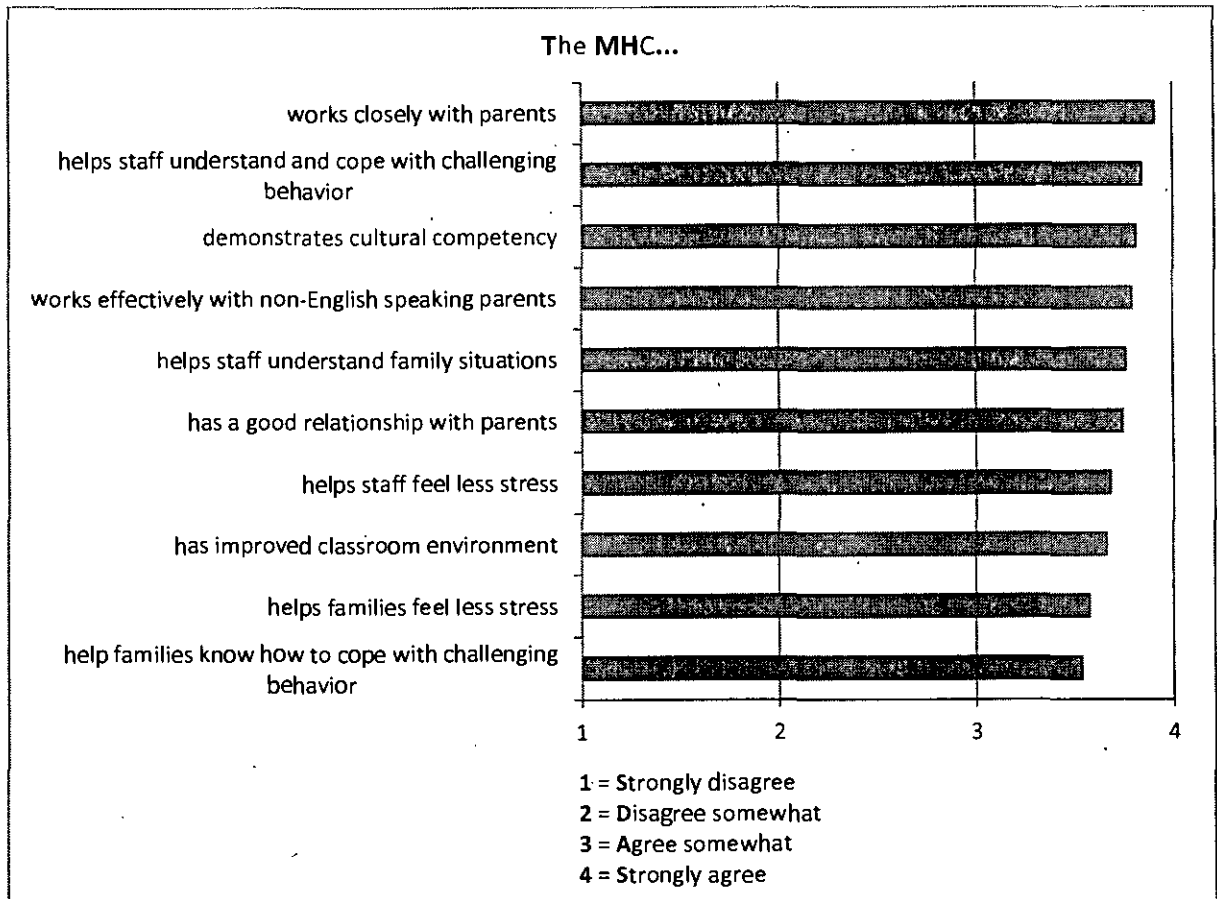 The MHC...
works closely with parents
helps staff understand and cope with challenging
behavior
demonstrates cultural competency
works effectively with non-English speaking parents
helps staff understand family situations
has a good relationship with parents
helps staff feel less stress
has improved classroom environment
helps families feel less stress
help families know how to cope with challenging
behavior
1 2 3 4
1 = Strongly disagree
2 = Disagree somewhat
3 = Agree somewhat
4 = Strongly agree